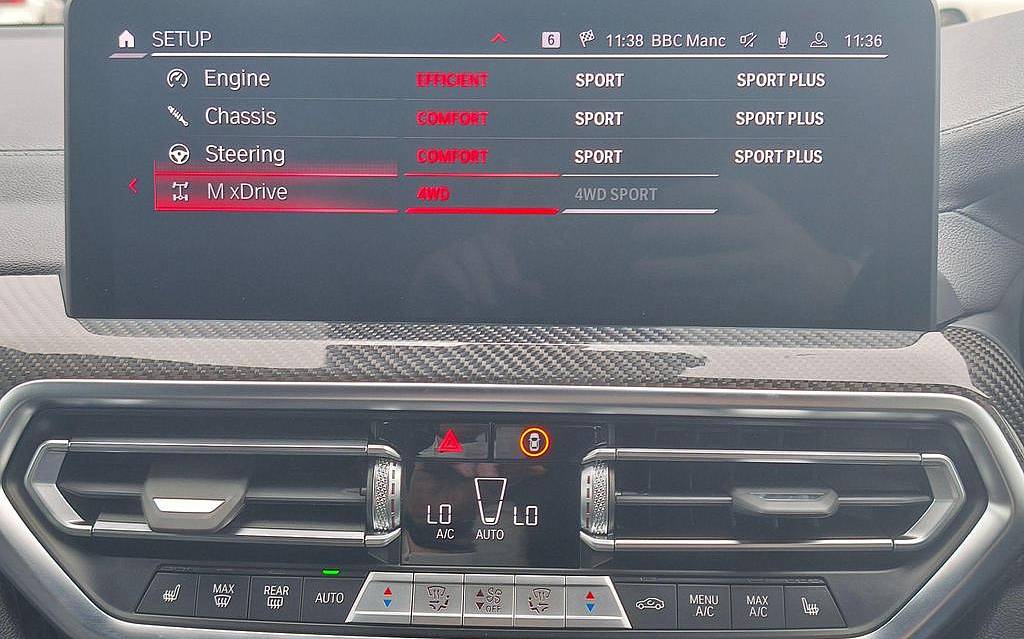 SETUP 6 11:38 BBC Manc 11:36
Engine EFFICIENT SPORT SPORT PLUS
Chassis COMFORT SPORT SPORT PLUS
Steering COMFORT SPORT SPORT PLUS
M xDrive 4WD 4WD SPORT
LO LO
A/C AUTO
MAX
REAR
AUTO
OFF
MENU
A/C
MAX
A/C